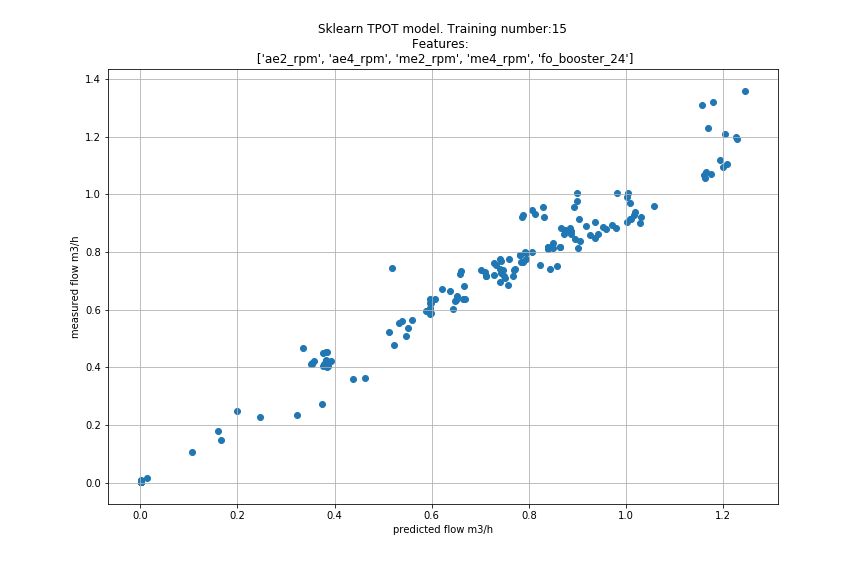 Sklearn TPOT model. Training number:15
Features:
['ae2_rpm', 'ae4_rpm', 'me2_rpm', 'me4_rpm', 'fo_booster_24']
1.4
1.2
1.0
0.8
0.6
0.4
0.2
0.0
measured flow m3/h
0.0 0.2 0.4 0.6 0.8 1.0 1.2
predicted flow m3/h